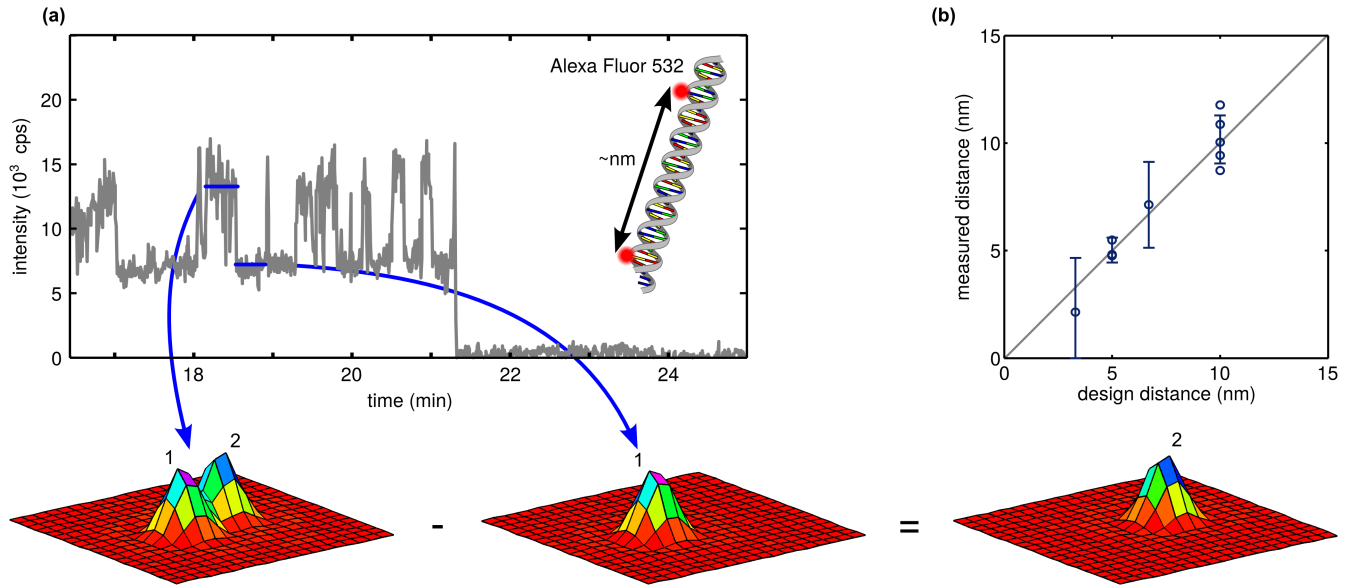 (a)
(b)
Alexa Fluor 532
~nm
intensity (10³ cps)
20
15
10
5
0
18
20
22
24
time (min)
measured distance (nm)
15
10
5
0
0
5
10
15
design distance (nm)
1
2
-
1
=
2